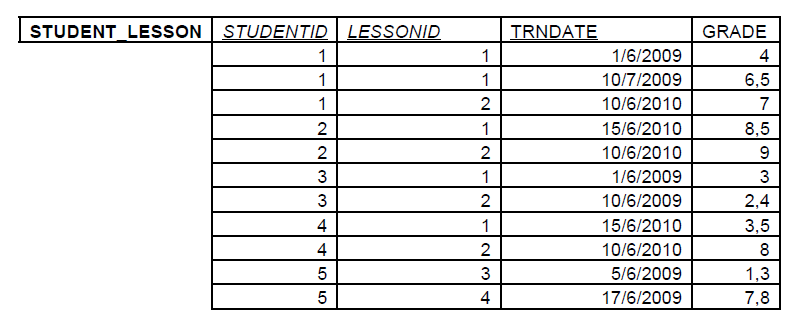 STUDENT_LESSON STUDENTID LESSONID TRNDATE GRADE
1 1 1/6/2009 4
1 1 10/7/2009 6,5
1 2 10/6/2010 7
2 1 15/6/2010 8,5
2 2 10/6/2010 9
3 1 1/6/2009 3
3 2 10/6/2009 2,4
4 1 15/6/2010 3,5
4 2 10/6/2010 8
5 3 5/6/2009 1,3
5 4 17/6/2009 7,8